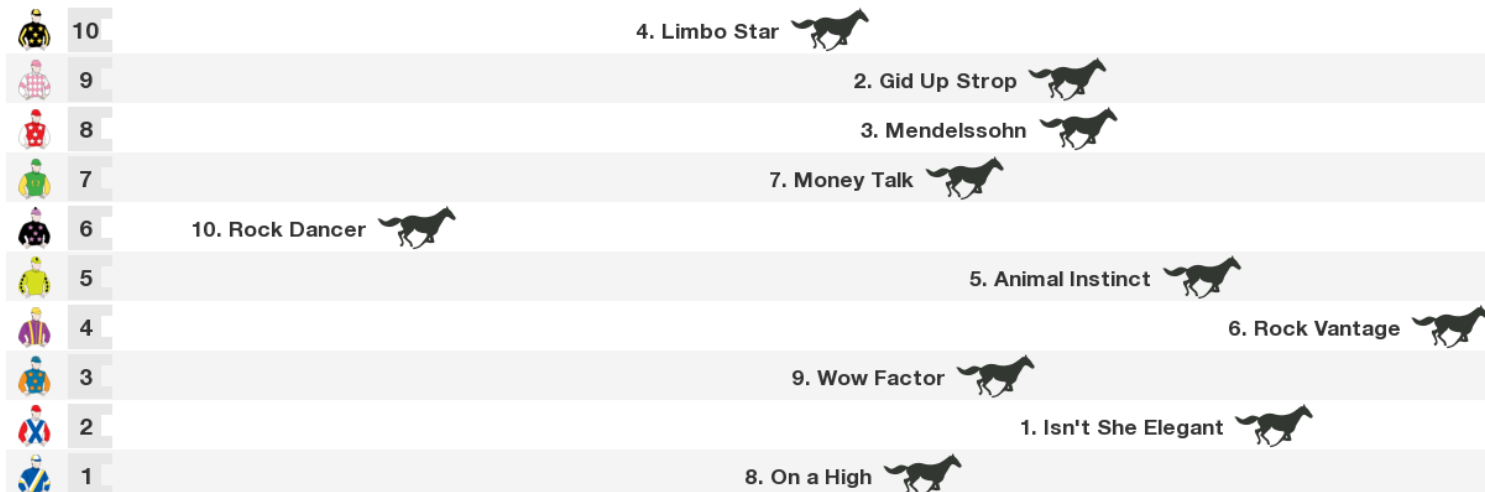 10 4. Limbo Star
9 2. Gid Up Strop
8 3. Mendelssohn
7 7. Money Talk
6 10. Rock Dancer
5 5. Animal Instinct
4 6. Rock Vantage
3 9. Wow Factor
2 1. Isn't She Elegant
1 8. On a High